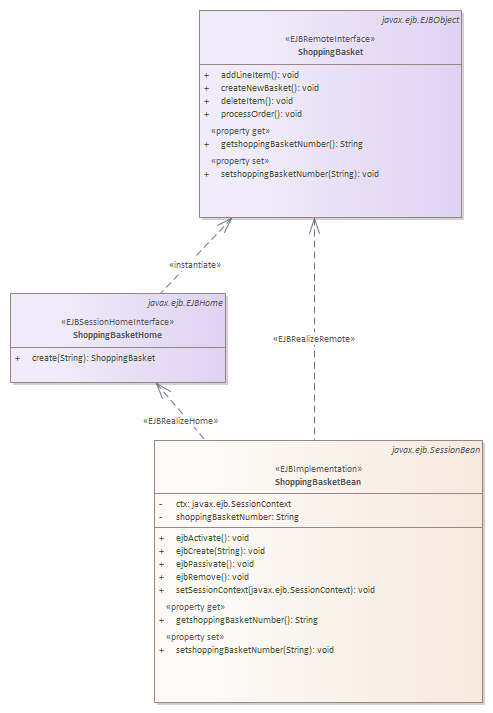 javax.ejb.EJBObject
«EJBRemoteInterface»
ShoppingBasket
+ addLineItem(): void
+ createNewBasket(): void
+ deleteItem(): void
+ processOrder(): void
«property get»
+ getshoppingBasketNumber(): String
«property set»
+ setshoppingBasketNumber(String): void
«instantiate»
javax.ejb.EJBHome
«EJBSessionHomeInterface»
ShoppingBasketHome
+ create(String): ShoppingBasket
«EJBRealizeRemote»
«EJBRealizeHome»
javax.ejb.SessionBean
«EJBImplementation»
ShoppingBasketBean
- ctx: javax.ejb.SessionContext
- shoppingBasketNumber: String
+ ejbActivate(): void
+ ejbCreate(String): void
+ ejbPassivate(): void
+ ejbRemove(): void
+ setSessionContext(javax.ejb.SessionContext): void
«property get»
+ getshoppingBasketNumber(): String
«property set»
+ setshoppingBasketNumber(String): void